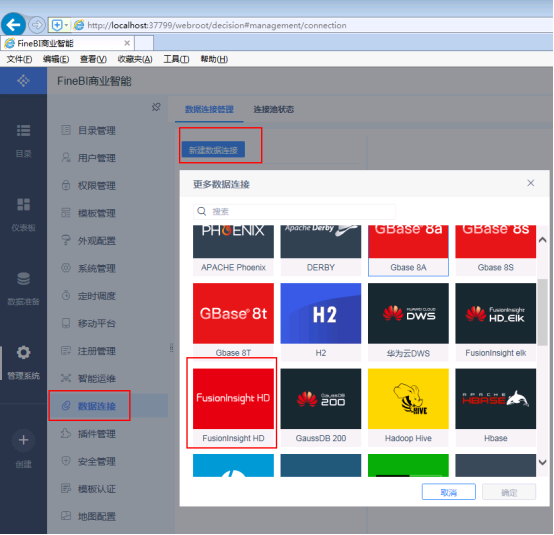 http://localhost:37799/webroot/decision#management/connection
FineBI商业智能
文件(F) 编辑(E) 查看(V) 收藏夹(A) 工具(T) 帮助(H)
FineBI商业智能
目录
仪表板
数据准备
管理系统
创建
目录管理
用户管理
权限管理
模板管理
外观配置
系统管理
定时调度
移动平台
注册管理
智能运维
数据连接
插件管理
安全管理
模板认证
地图配置
数据连接管理 连接池状态
新建数据连接
更多数据连接
搜索
PHOENIX Apache Derby GBase 8a GBase 8s
APACHE Phoenix DERBY Gbase 8A Gbase 8S
GBase 8t H2 HUAWEI CLOUD DWS FusionInsight HD.Elk
Gbase 8T H2 华为云DWS FusionInsight elk
FusionInsight HD GaussDB 200 HIVE APACHE HBASE
FusionInsight HD GaussDB 200 Hadoop Hive Hbase
取消 确定